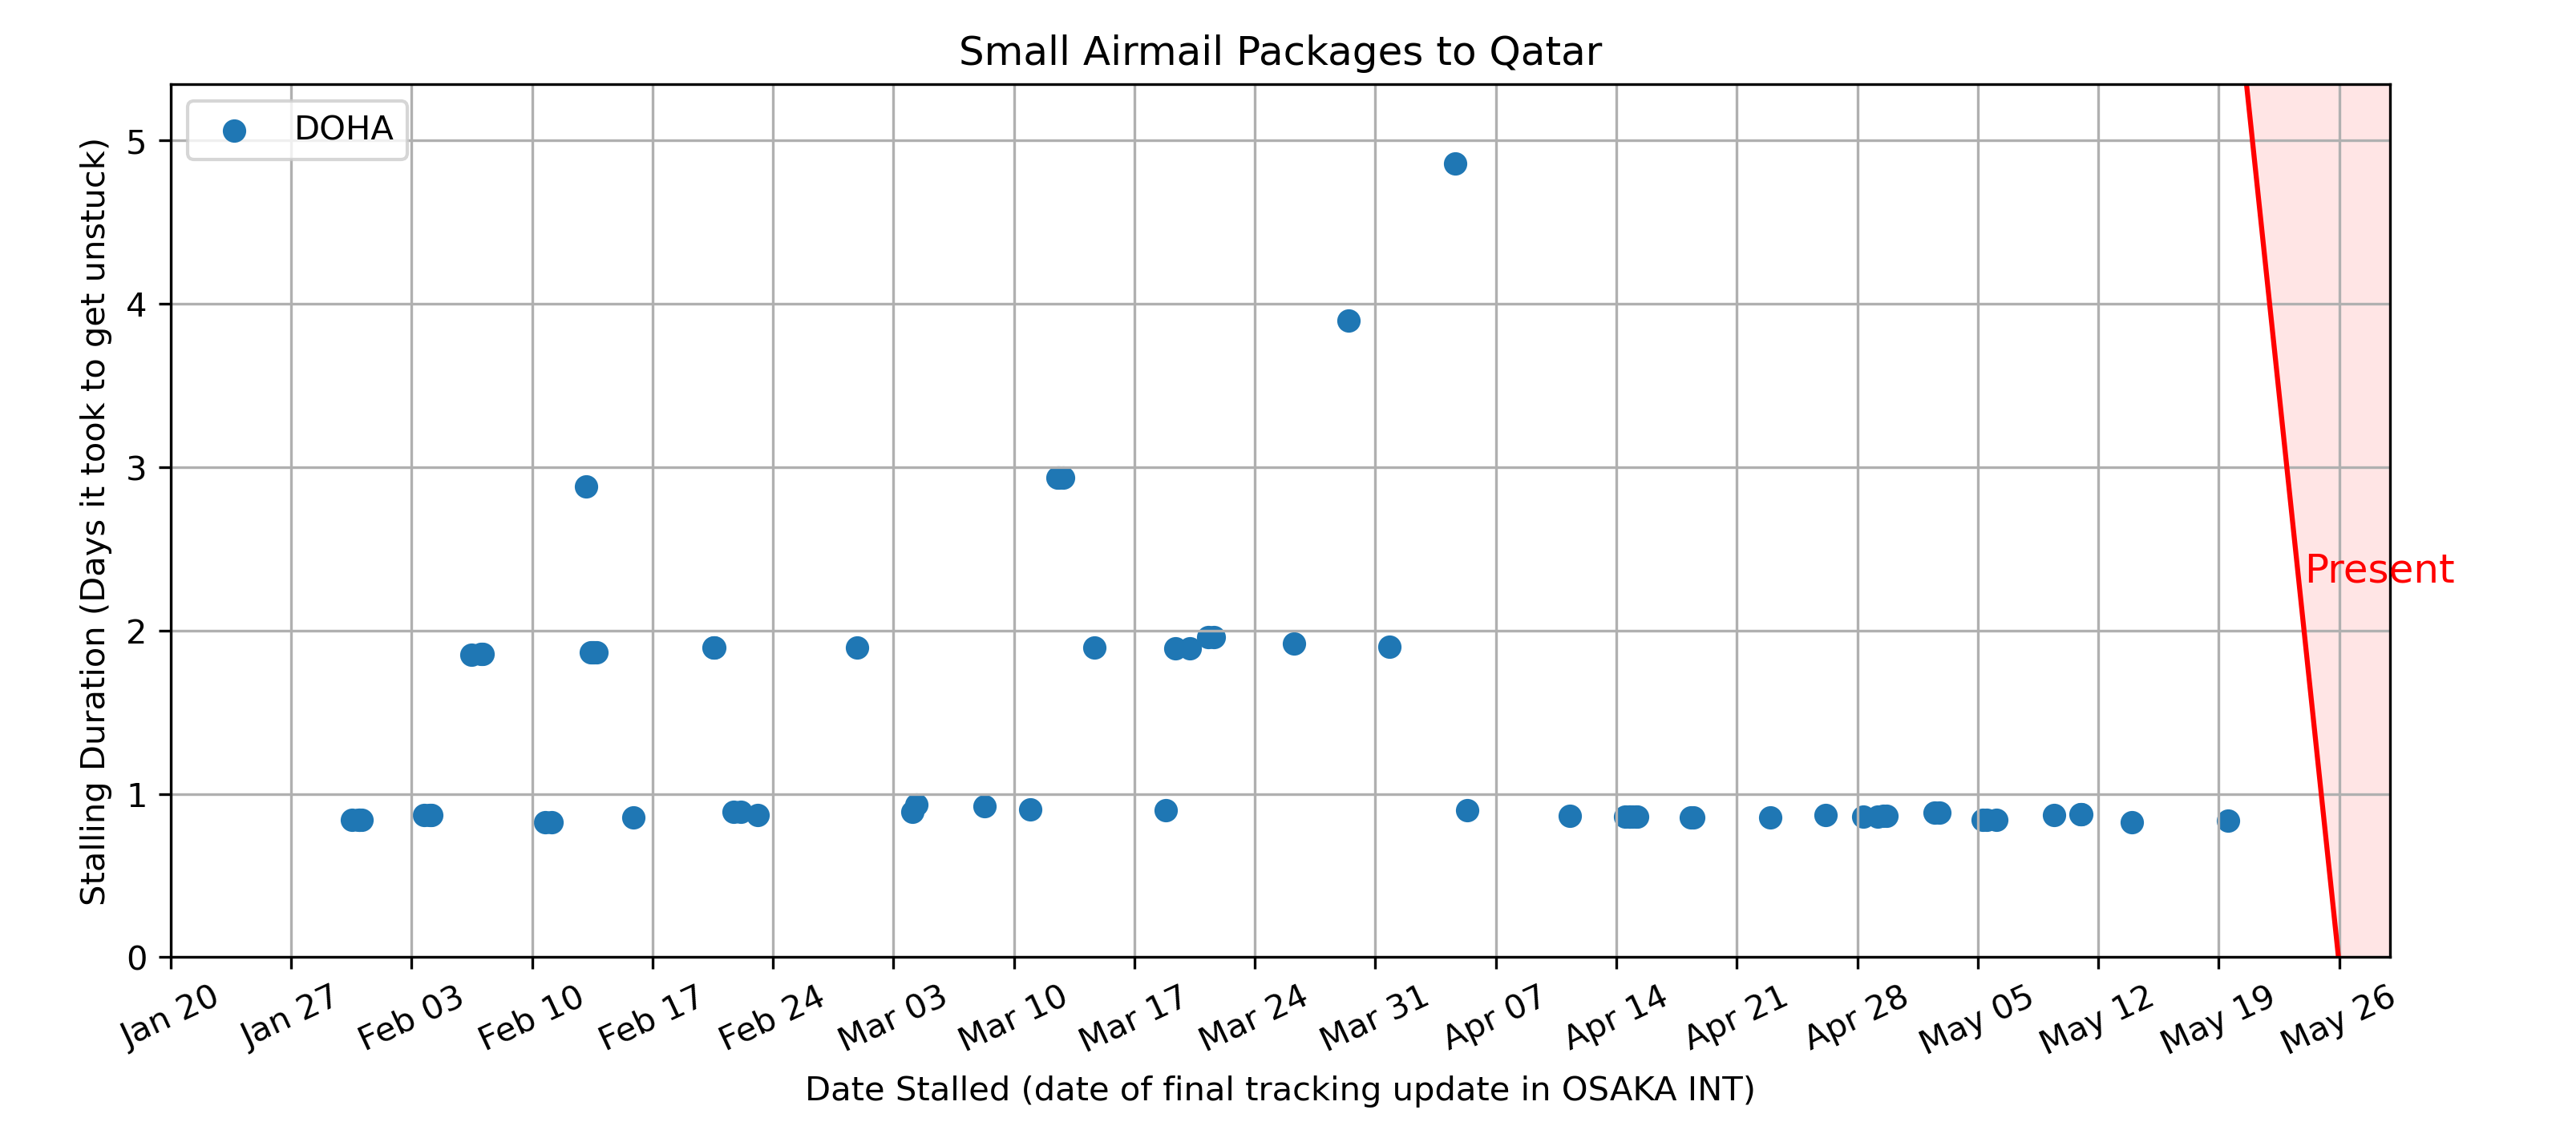 Small Airmail Packages to Qatar
DOHA
Stalling Duration (Days it took to get unstuck)
5
4
3
2
1
0
Present
Jan 20
Jan 27
Feb 03
Feb 10
Feb 17
Feb 24
Mar 03
Mar 10
Mar 17
Mar 24
Mar 31
Apr 07
Apr 14
Apr 21
Apr 28
May 05
May 12
May 19
May 26
Date Stalled (date of final tracking update in OSAKA INT)